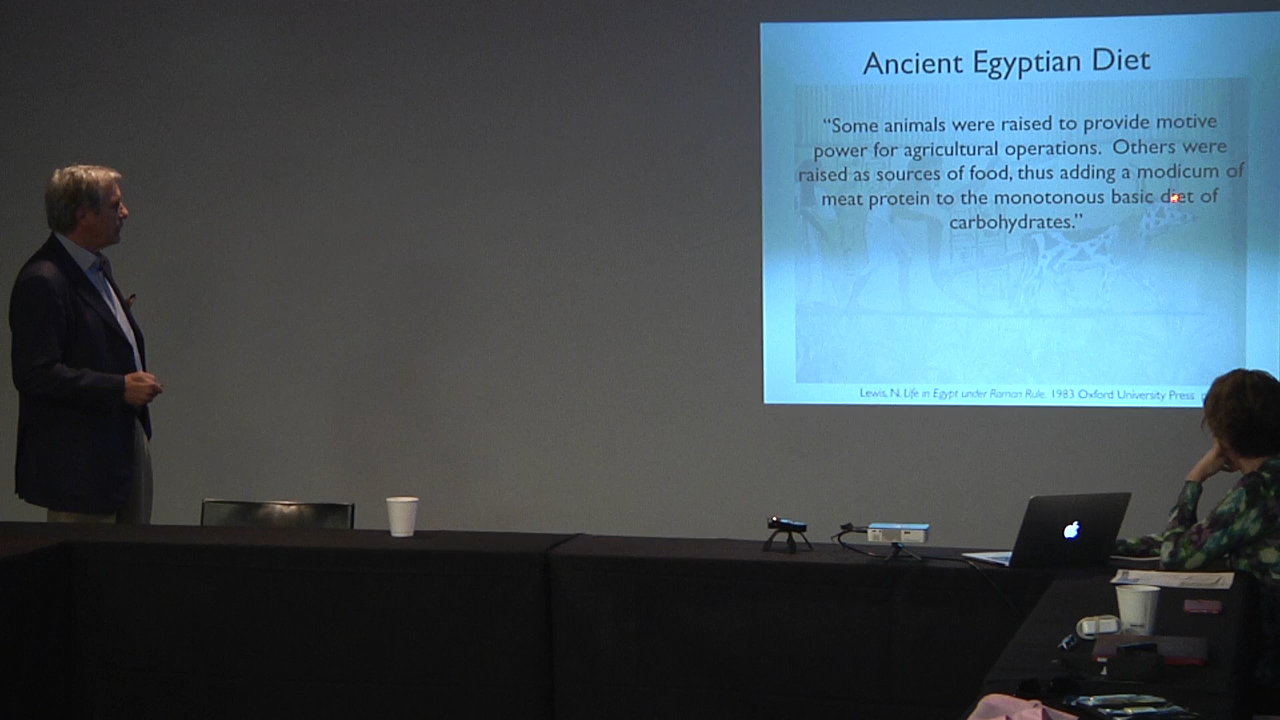 Ancient Egyptian Diet
“Some animals were raised to provide motive
power for agricultural operations.  Others were
raised as sources of food, thus adding a modicum of
meat protein to the monotonous basic diet of
carbohydrates.”
Lewis, N. Life in Egypt under Roman Rule. 1983 Oxford University Press